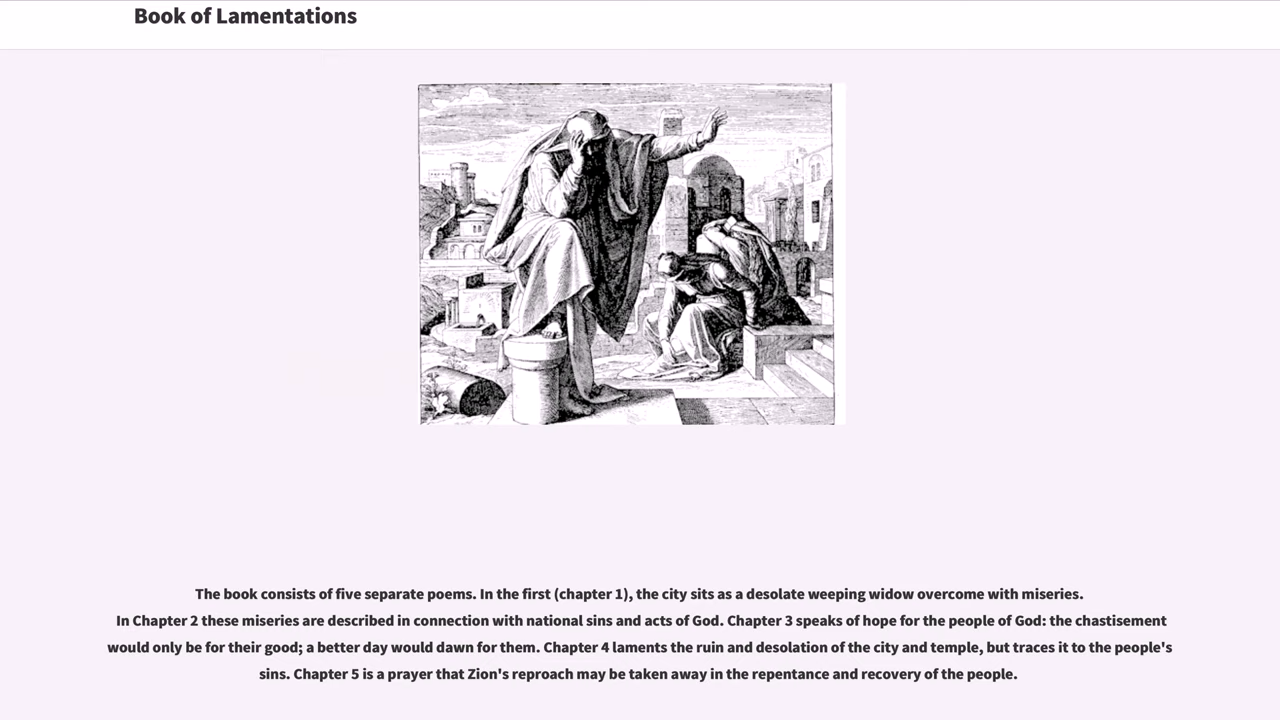 Book of Lamentations
The book consists of five separate poems. In the first (chapter 1), the city sits as a desolate weeping widow overcome with miseries.
In Chapter 2 these miseries are described in connection with national sins and acts of God. Chapter 3 speaks of hope for the people of God: the chastisement
would only be for their good; a better day would dawn for them. Chapter 4 laments the ruin and desolation of the city and temple, but traces it to the people's
sins. Chapter 5 is a prayer that Zion's reproach may be taken away in the repentance and recovery of the people.